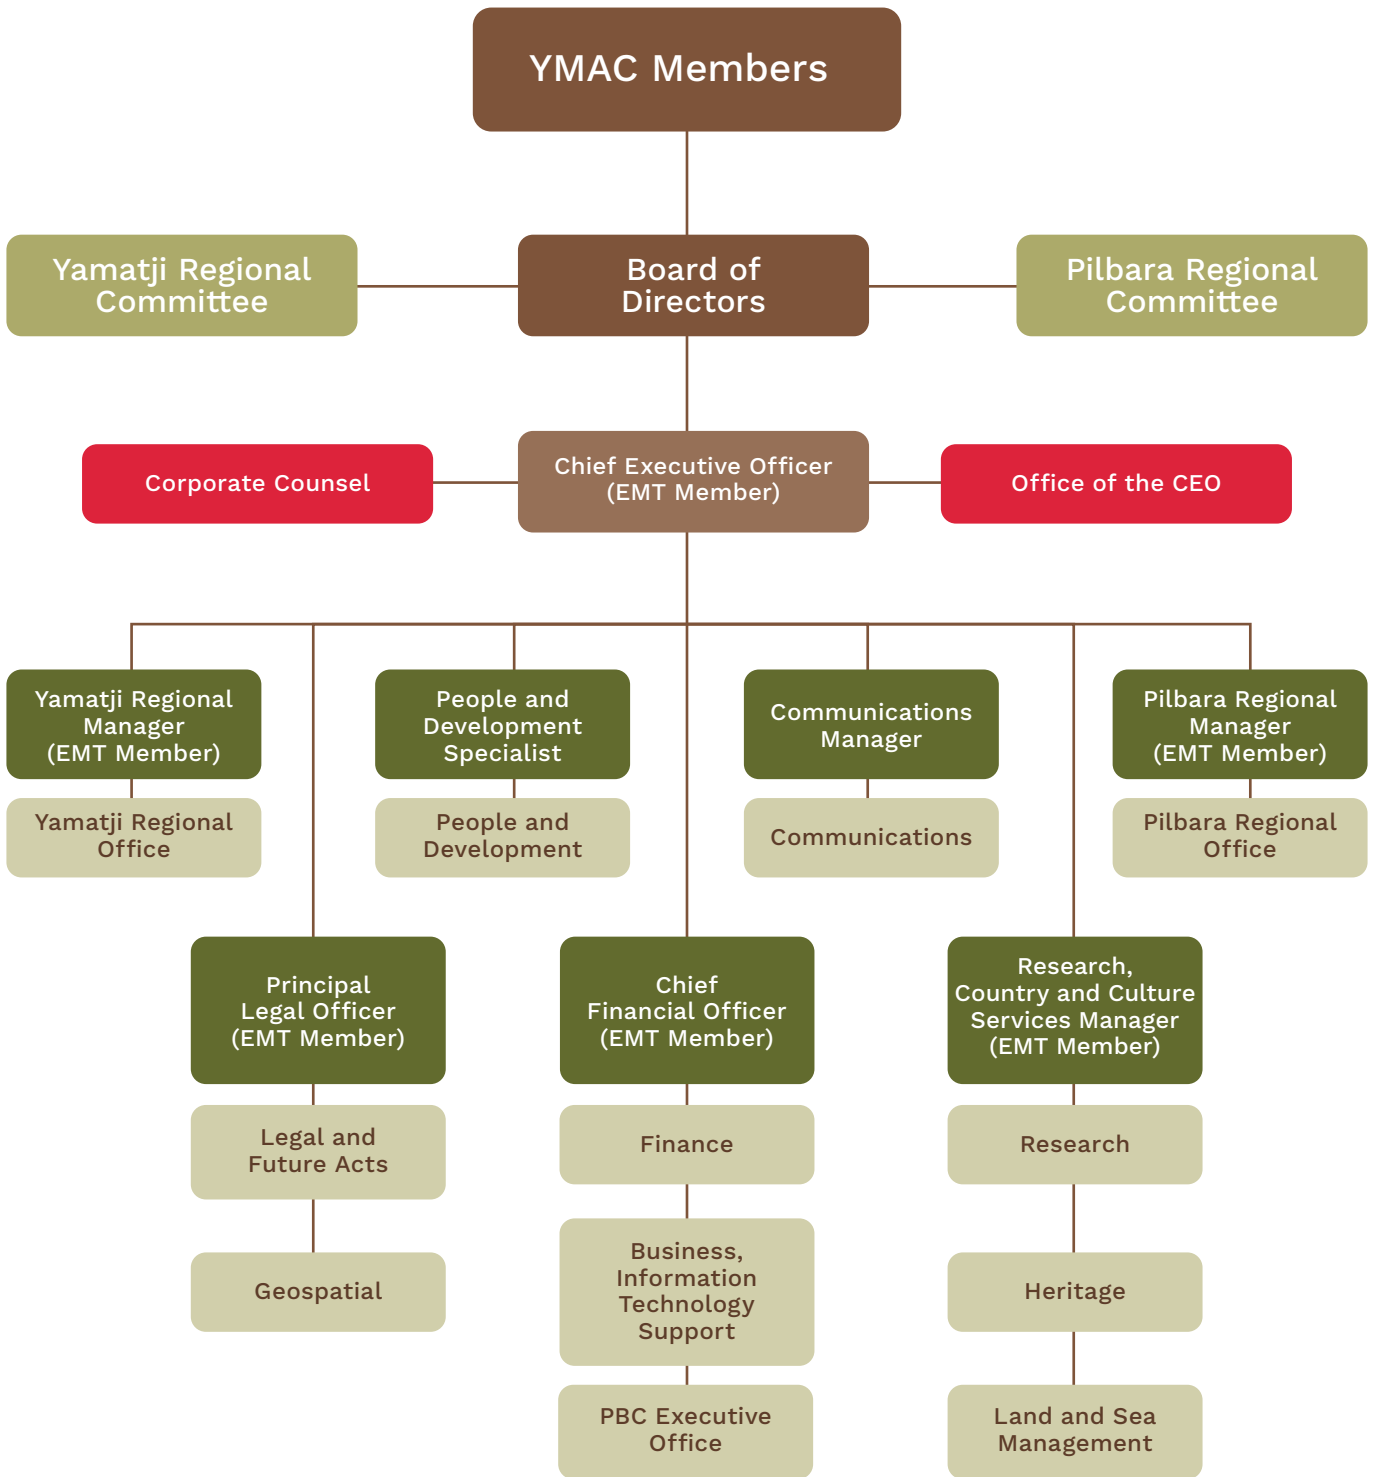 YMAC Members
Yamatji Regional
Committee
Board of
Directors
Pilbara Regional
Committee
Corporate Counsel
Chief Executive Officer
(EMT Member)
Office of the CEO
Yamatji Regional
Manager
(EMT Member)
People and
Development
Specialist
Communications
Manager
Pilbara Regional
Manager
(EMT Member)
Yamatji Regional
Office
People and
Development
Communications
Pilbara Regional
Office
Principal
Legal Officer
(EMT Member)
Chief
Financial Officer
(EMT Member)
Research,
Country and Culture
Services Manager
(EMT Member)
Legal and
Future Acts
Finance
Research
Geospatial
Business,
Information
Technology
Support
Heritage
PBC Executive
Office
Land and Sea
Management